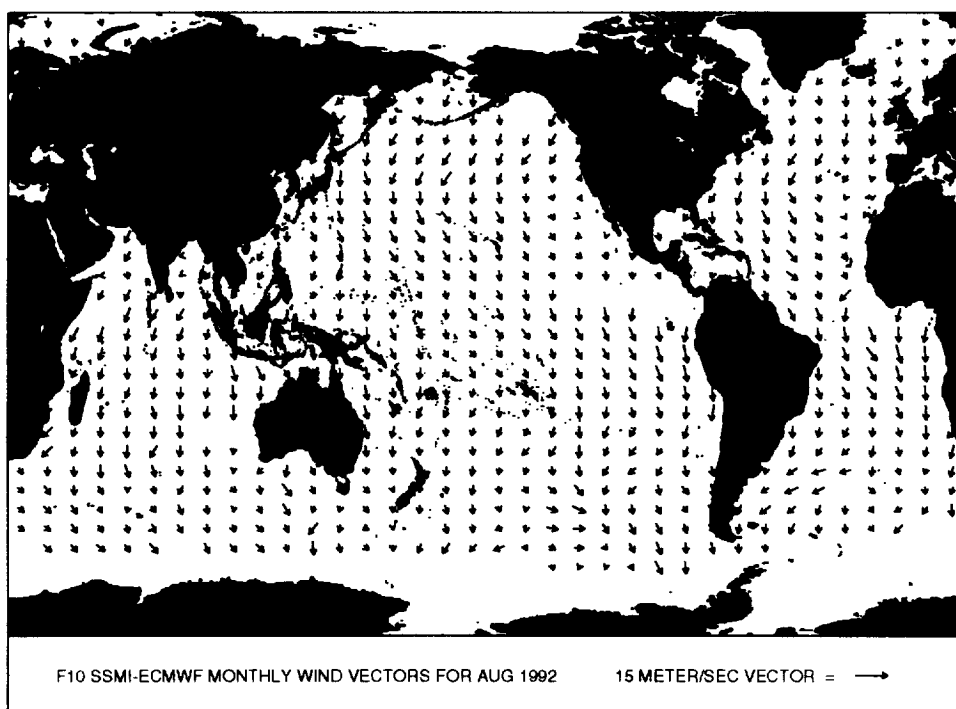 F10 SSMI-ECMWF MONTHLY WIND VECTORS FOR AUG 1992 15 METER/SEC VECTOR =